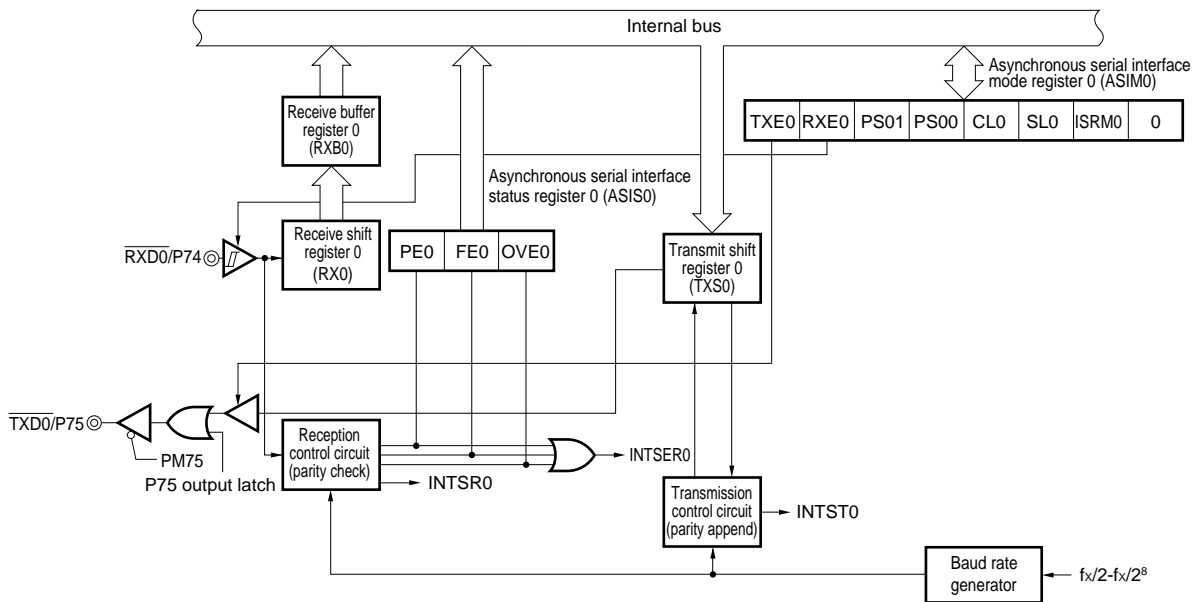 Internal bus
Asynchronous serial interface
mode register 0 (ASIM0)
Receive buffer
register 0
(RXB0)
TXE0 RXE0 PS01 PS00 CL0 SL0 ISRM0 0
Asynchronous serial interface
status register 0 (ASIS0)
RXD0/P74
Receive shift
register 0
(RX0)
PE0 FE0 OVE0
Transmit shift
register 0
(TXS0)
TXD0/P75
PM75
P75 output latch
Reception
control circuit
(parity check)
INTSER0
INTSR0
Transmission
control circuit
(parity append)
INTST0
Baud rate
generator
fX/2-fX/2⁸